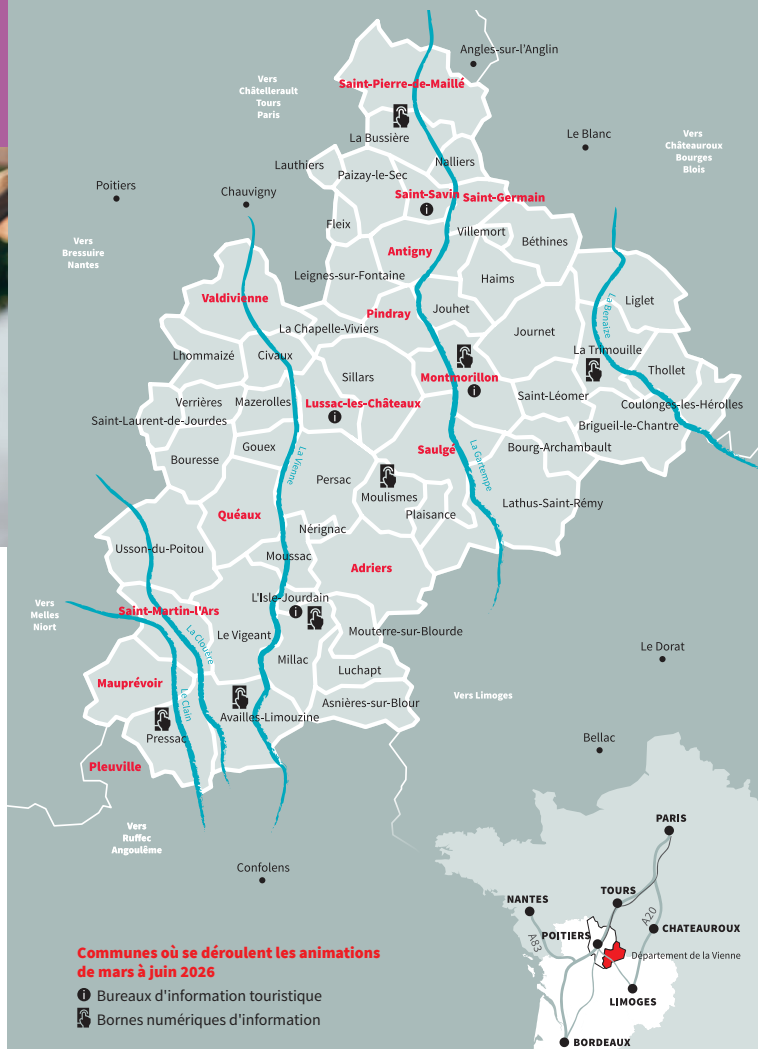 Angles-sur-l'Anglin
Vers
Châtellerault
Tours
Paris
Saint-Pierre-de-Maillé
La Bussière
Le Blanc
Vers
Châteauroux
Bourges
Blois
Nalliers
Lauthiers
Paizay-le-Sec
Poitiers
Chauvigny
Saint-Savin
Saint-Germain
Fleix
Villemort
Béthines
Vers
Bressuire
Nantes
Antigny
Leignes-sur-Fontaine
Haims
Valdivienne
La Benaize
Liglet
Pindray
Jouhet
La Chapelle-Viviers
Journet
Lhommaizé
Civaux
La Trimouille
Thollet
Sillars
Montmorillon
Saint-Léomer
Verrières
Mazerolles
Lussac-les-Châteaux
Coulonges-les-Hérolles
Saint-Laurent-de-Jourdes
Brigueil-le-Chantre
Gouex
Saulgé
Bourg-Archambault
Bouresse
La Vienne
La Gartempe
Persac
Moulismes
Lathus-Saint-Rémy
Quéaux
Plaisance
Nérignac
Usson-du-Poitou
Moussac
Adriers
L'Isle-Jourdain
Vers
Melles
Niort
Saint-Martin-l'Ars
La Clouère
Le Vigeant
Mouterre-sur-Blourde
Le Dorat
Millac
Luchapt
Mauprévoir
Le Clain
Vers Limoges
Asnières-sur-Blour
Availles-Limouzine
Pressac
Bellac
Pleuville
Vers
Ruffec
Angoulême
Confolens
PARIS
TOURS
NANTES
A20
CHATEAUROUX
POITIERS
A83
Département de la Vienne
LIMOGES
BORDEAUX
Communes où se déroulent les animations
de mars à juin 2026
i Bureaux d'information touristique
Bornes numériques d'information